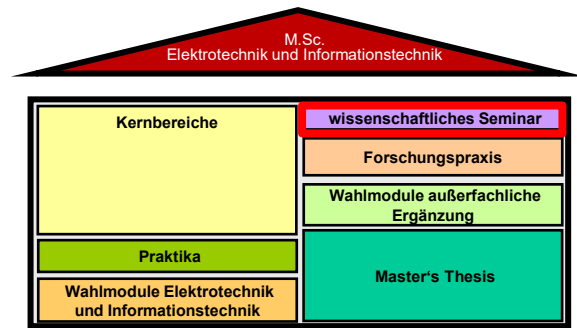 M.Sc.
Elektrotechnik und Informationstechnik
Kernbereiche
Praktika
Wahlmodule Elektrotechnik
und Informationstechnik
wissenschaftliches Seminar
Forschungspraxis
Wahlmodule außerfachliche
Ergänzung
Master‘s Thesis